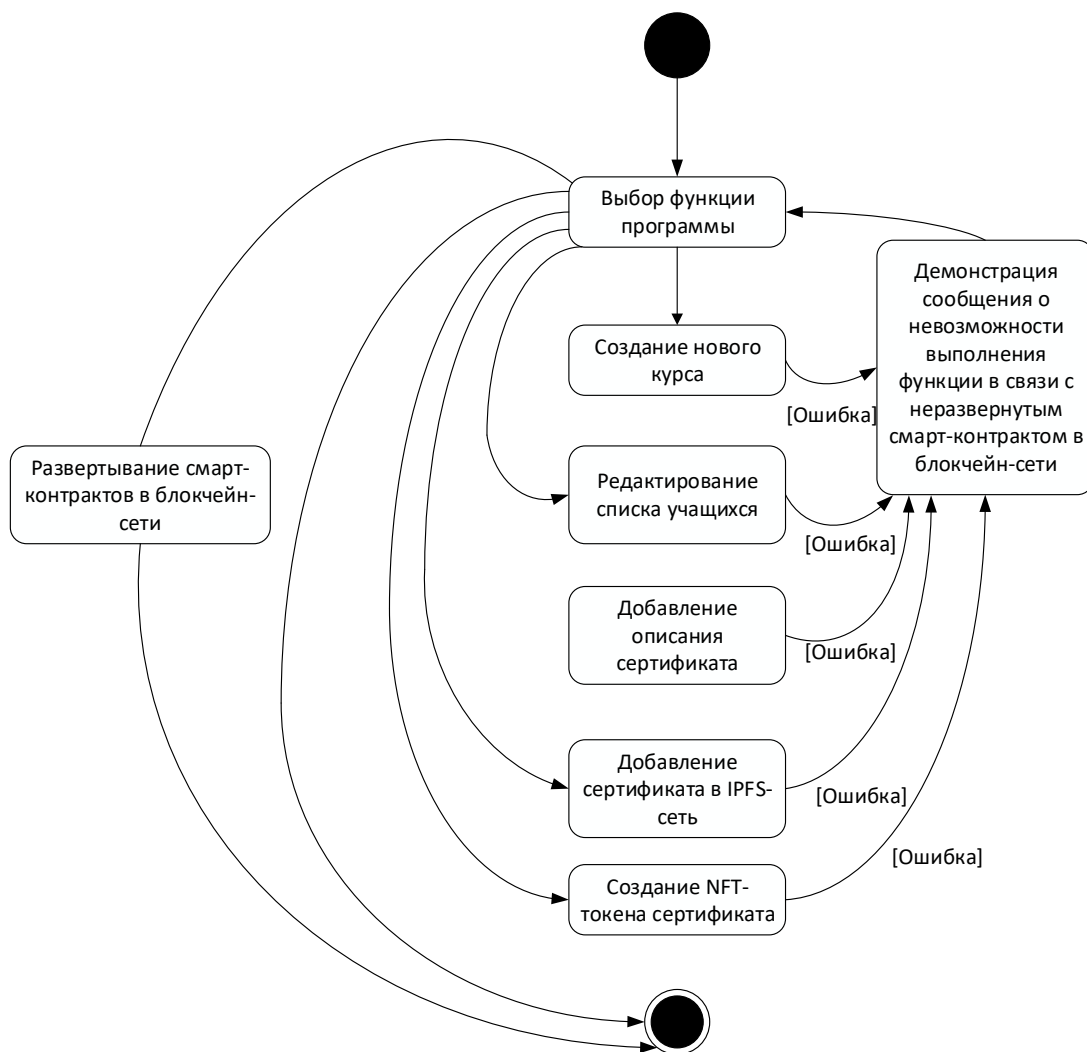 Выбор функции
программы
Демонстрация
сообщения о
невозможности
выполнения
функции в связи с
неразвернутым
смарт-контрактом в
блокчейн-сети
Создание нового
курса
[Ошибка]
Развертывание смарт-
контрактов в блокчейн-
сети
Редактирование
списка учащихся
[Ошибка]
Добавление
описания
сертификата
[Ошибка]
Добавление
сертификата в IPFS-
сеть
[Ошибка]
Создание NFT-
токена сертификата
[Ошибка]